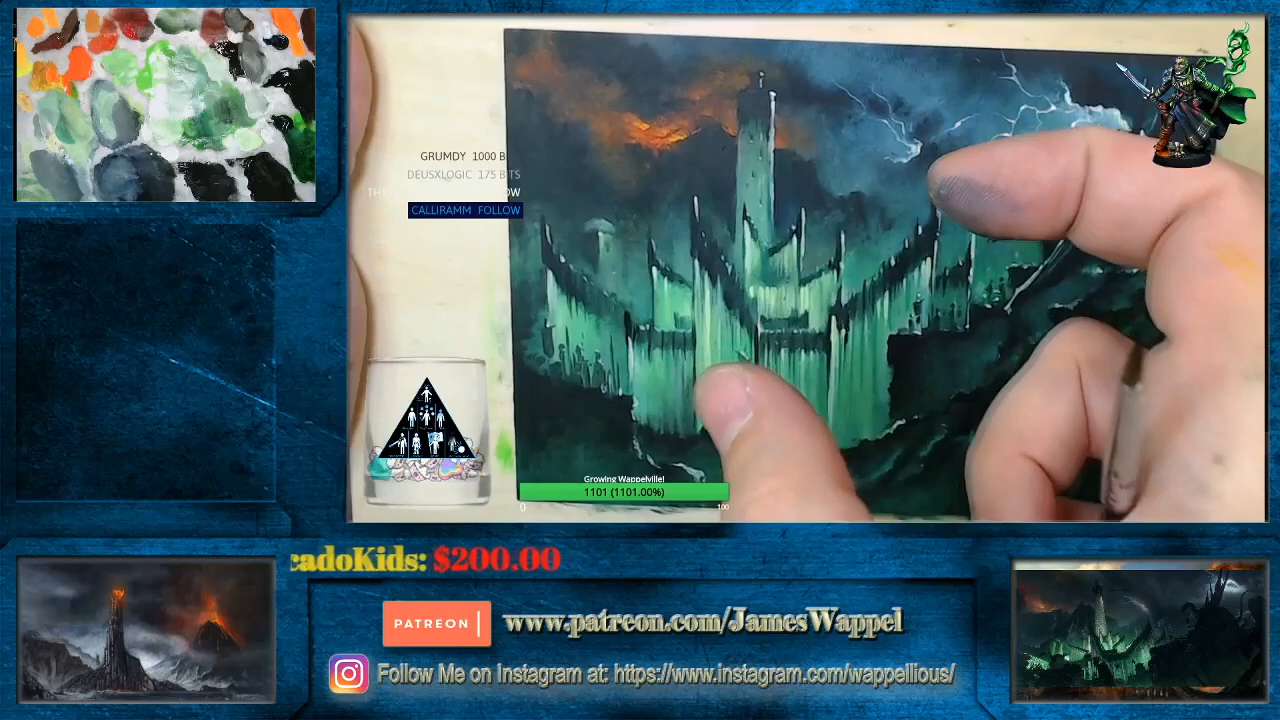 GRUMDY 1000 B
DEUSXLOGIC 175 BITS
CALLIRAMM FOLLOW
Growing Wappelville!
1101 (1101.00%)
0
100
cadoKids: $200.00
PATREON
www.patreon.com/JamesWappel
Follow Me on Instagram at: https://www.instagram.com/wappellious/